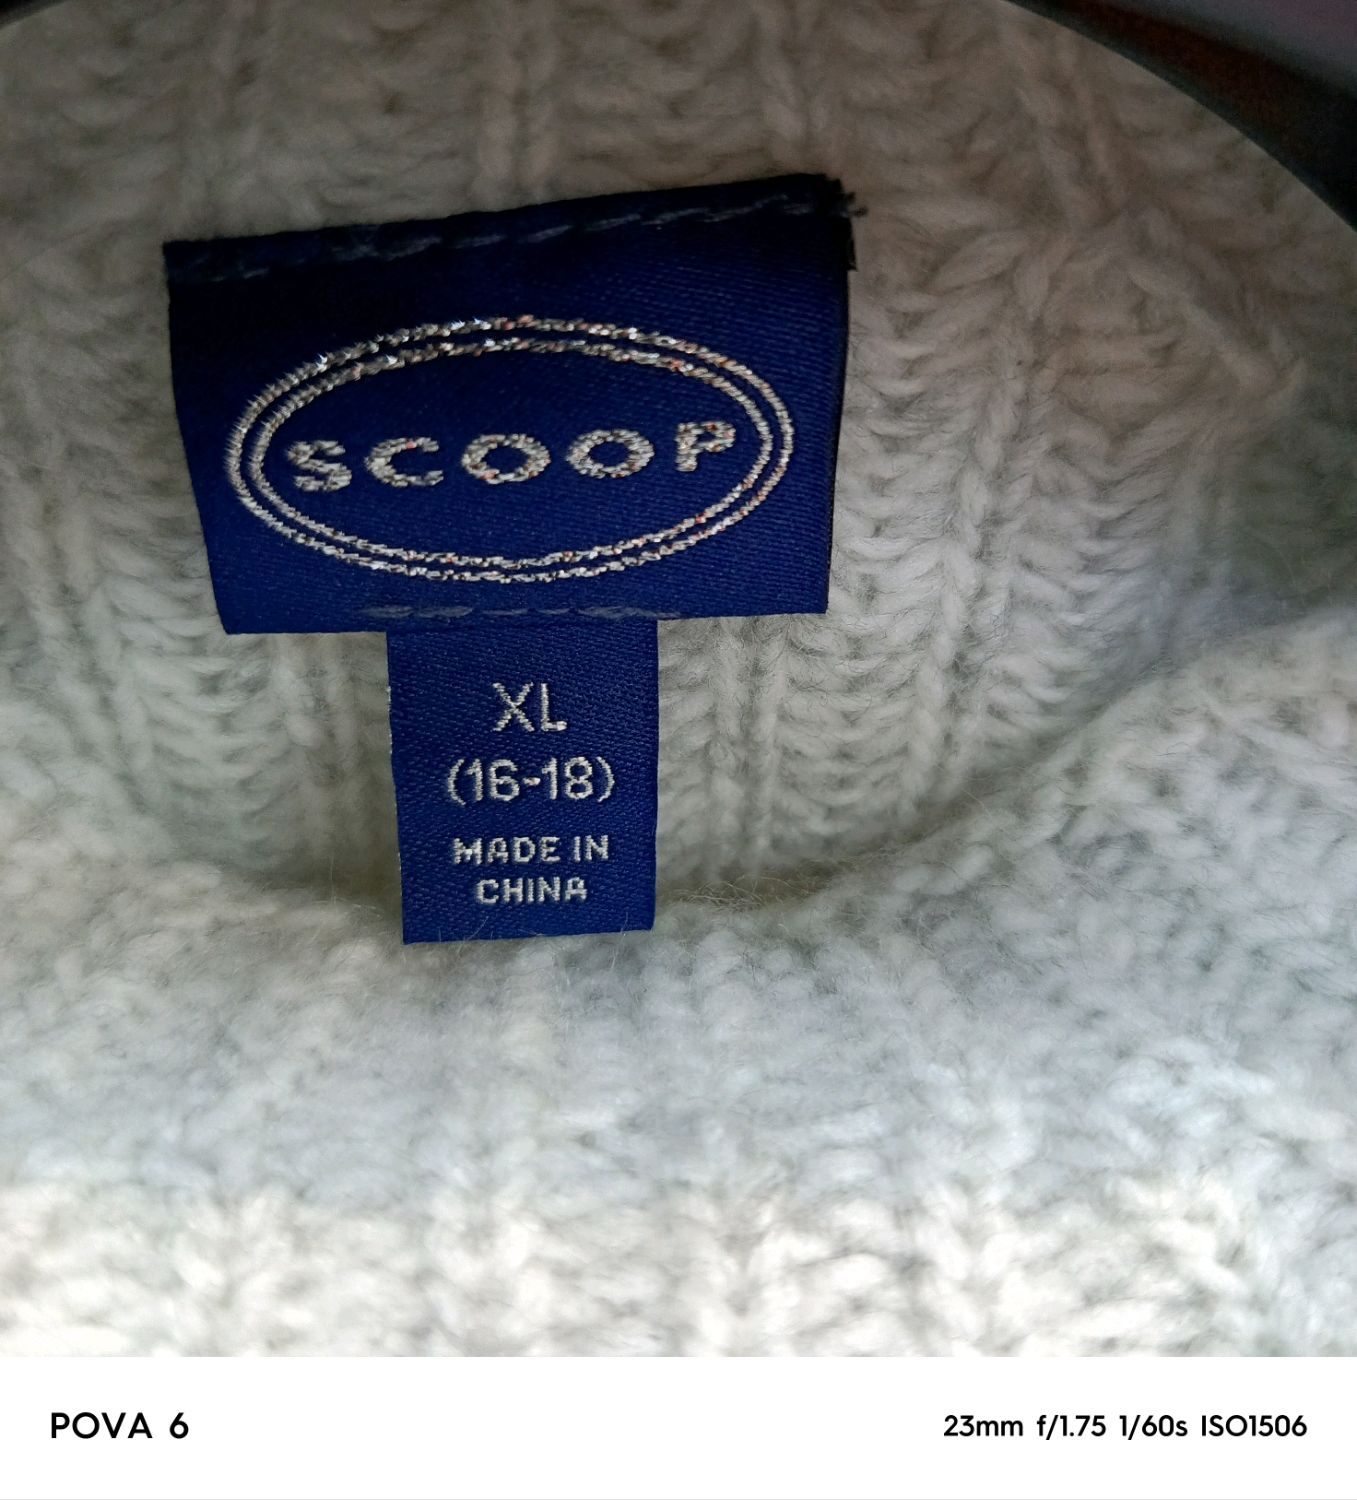 SCOOP
XL
(16-18)
MADE IN
CHINA
POVA 6
23mm f/1.75 1/60s ISO1506